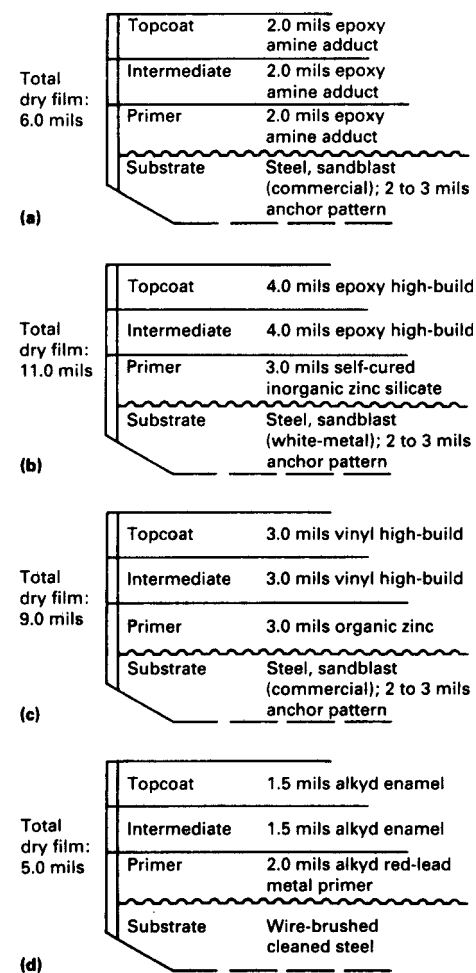 Total
dry film:
6.0 mils
Topcoat 2.0 mils epoxy
amine adduct
Intermediate 2.0 mils epoxy
amine adduct
Primer 2.0 mils epoxy
amine adduct
Substrate Steel, sandblast
(commercial); 2 to 3 mils
anchor pattern
(a)
Total
dry film:
11.0 mils
Topcoat 4.0 mils epoxy high-build
Intermediate 4.0 mils epoxy high-build
Primer 3.0 mils self-cured
inorganic zinc silicate
Substrate Steel, sandblast
(white-metal); 2 to 3 mils
anchor pattern
(b)
Total
dry film:
9.0 mils
Topcoat 3.0 mils vinyl high-build
Intermediate 3.0 mils vinyl high-build
Primer 3.0 mils organic zinc
Substrate Steel, sandblast
(commercial); 2 to 3 mils
anchor pattern
(c)
Total
dry film:
5.0 mils
Topcoat 1.5 mils alkyd enamel
Intermediate 1.5 mils alkyd enamel
Primer 2.0 mils alkyd red-lead
metal primer
Substrate Wire-brushed
cleaned steel
(d)